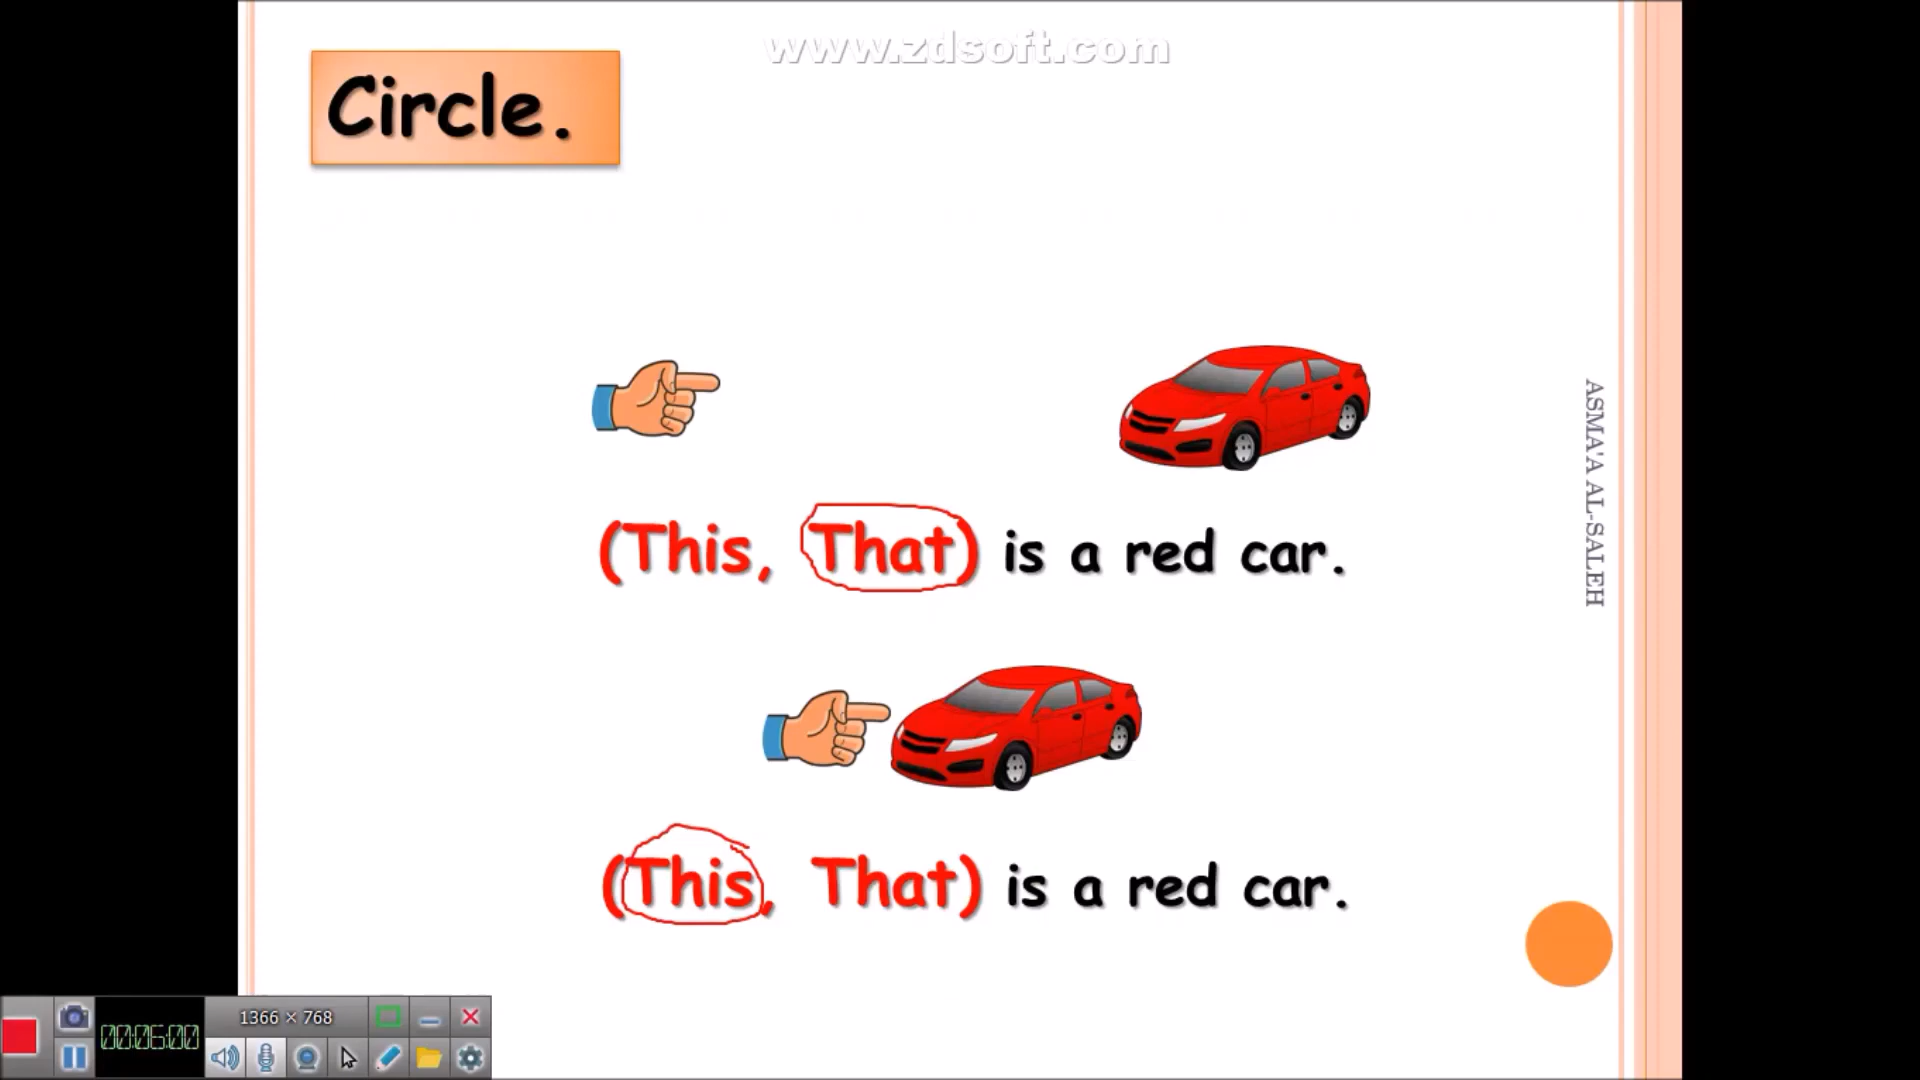 www.zdsoft.com
Circle.
(This, That) is a red car.
ASMA'A AL-SALEH
(This, That) is a red car.
00:06:00
1366 × 768